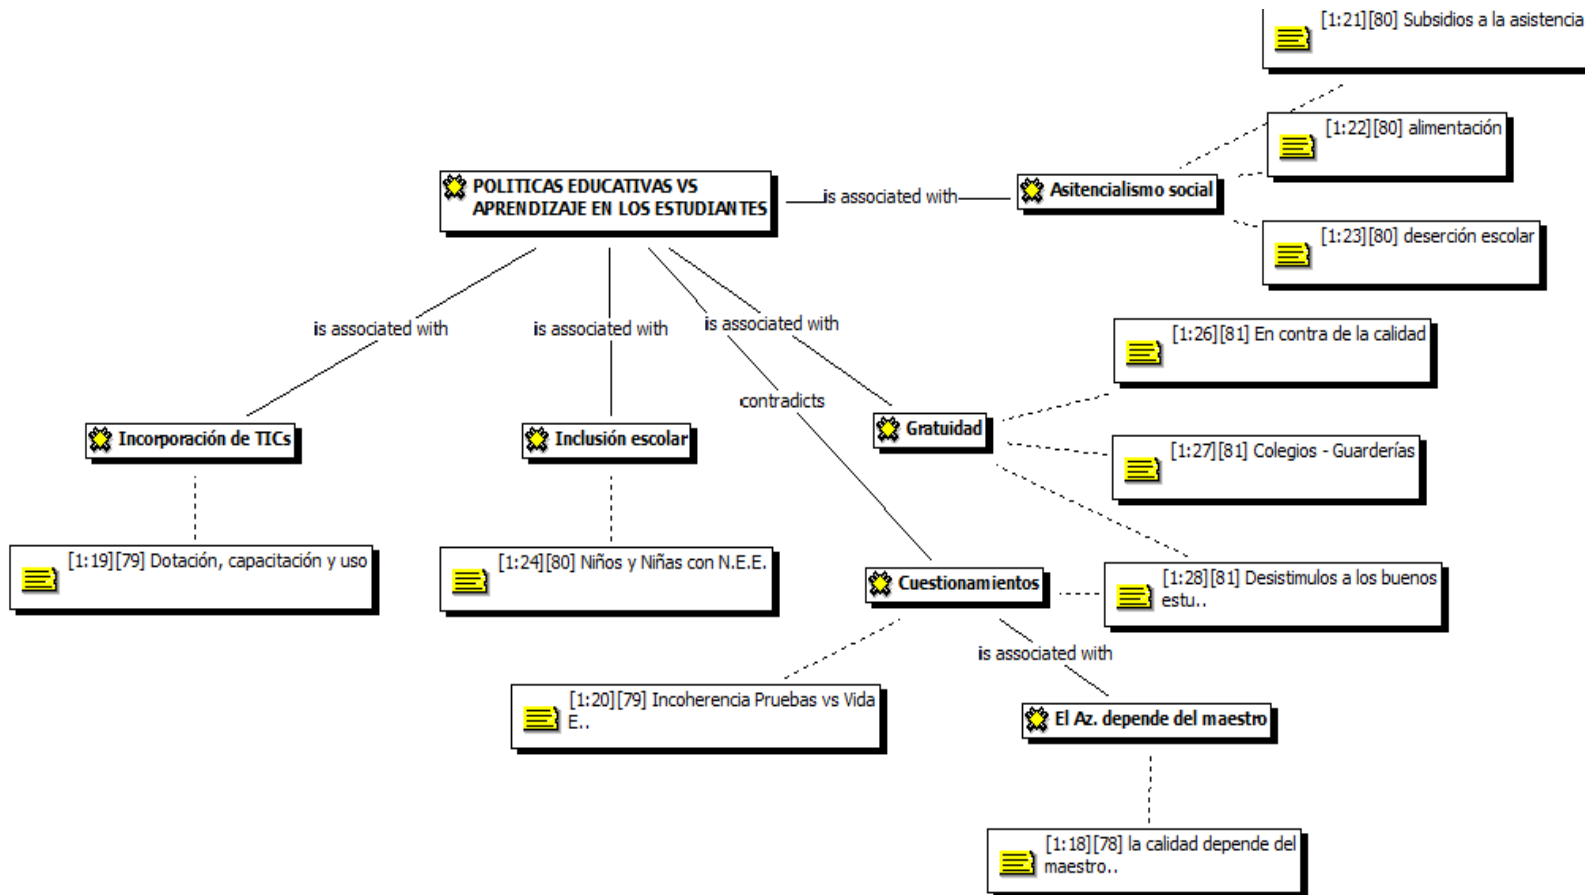 [1:21][80] Subsidios a la asistencia
[1:22][80] alimentación
POLITICAS EDUCATIVAS VS
APRENDIZAJE EN LOS ESTUDIANTES
is associated with
Asitencialismo social
[1:23][80] deserción escolar
is associated with
is associated with
is associated with
[1:26][81] En contra de la calidad
contradicts
Incorporación de TICs
Inclusión escolar
Gratuidad
[1:27][81] Colegios - Guarderías
[1:19][79] Dotación, capacitación y uso
[1:24][80] Niños y Niñas con N.E.E.
Cuestionamientos
[1:28][81] Desistimulos a los buenos
estu..
is associated with
[1:20][79] Incoherencia Pruebas vs Vida
E..
El Az. depende del maestro
[1:18][78] la calidad depende del
maestro..